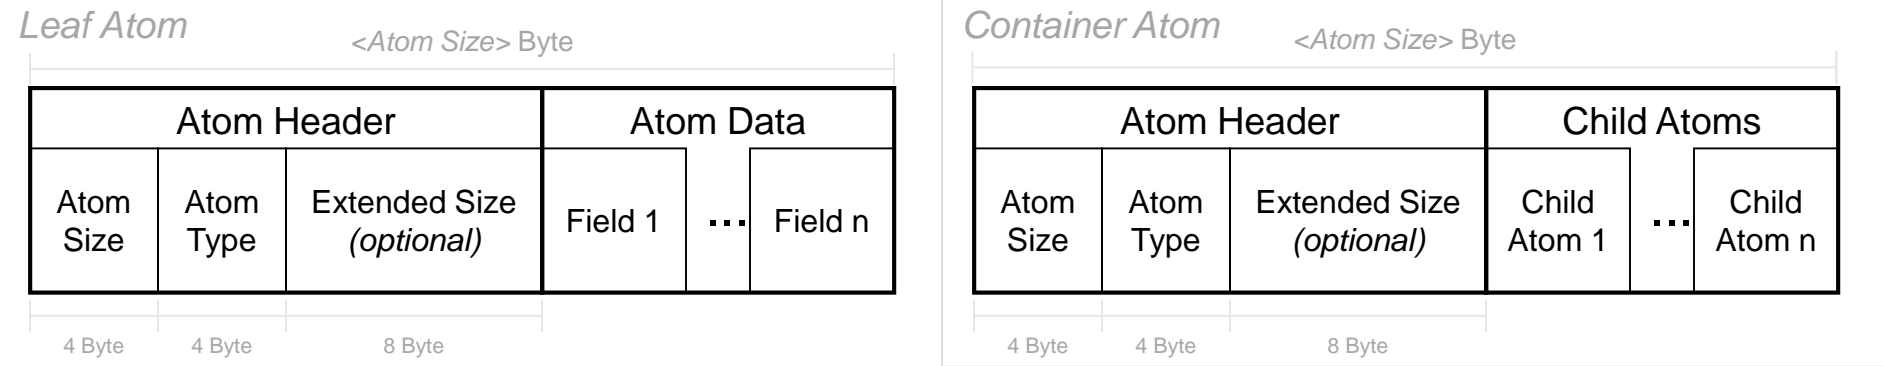 Leaf Atom
<Atom Size> Byte
Atom Header
Atom Data
Atom
Size
Atom
Type
Extended Size
(optional)
Field 1
...
Field n
4 Byte
4 Byte
8 Byte
Container Atom
<Atom Size> Byte
Atom Header
Child Atoms
Atom
Size
Atom
Type
Extended Size
(optional)
Child
Atom 1
...
Child
Atom n
4 Byte
4 Byte
8 Byte